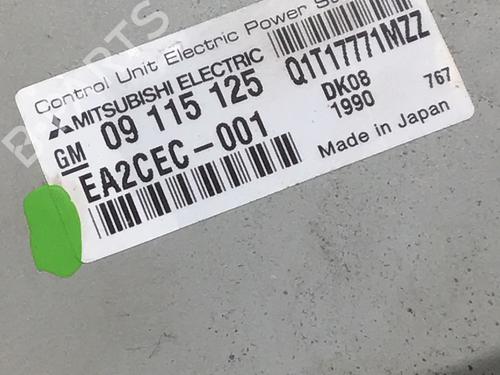 Control Unit Electric Power
MITSUBISHI ELECTRIC
Q1T17771MZZ
GM 09 115 125
DK08 767
1990
EA2CEC-001
Made in Japan